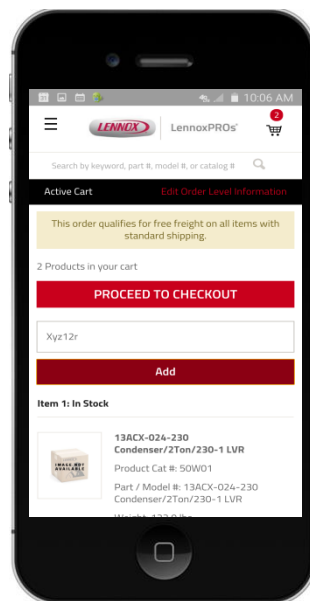 10:06 AM
LENNOX
LennoxPROs
2
Search by keyword, part #, model #, or catalog #
Active Cart
Edit Order Level Information
This order qualifies for free freight on all items with
standard shipping.
2 Products in your cart
PROCEED TO CHECKOUT
Xyz12r
Add
Item 1: In Stock
IMAGE NOT
AVAILABLE
13ACX-024-230
Condenser/2Ton/230-1 LVR
Product Cat #: 50W01
Part / Model #: 13ACX-024-230
Condenser/2Ton/230-1 LVR